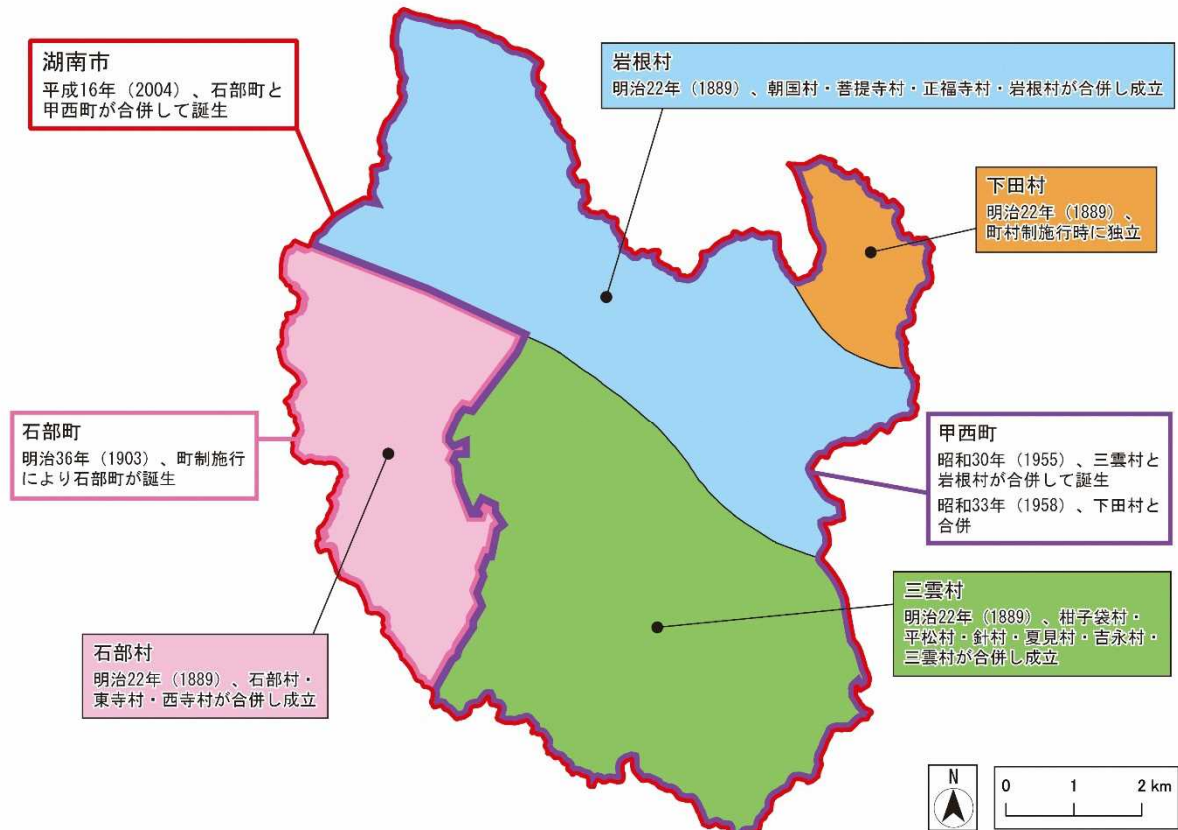 湖南市
平成16年（2004）、石部町と
甲西町が合併して誕生
岩根村
明治22年（1889）、朝国村・菩提寺村・正福寺村・岩根村が合併し成立
下田村
明治22年（1889）、
町村制施行時に独立
石部町
明治36年（1903）、町制施行
により石部町が誕生
甲西町
昭和30年（1955）、三雲村と
岩根村が合併して誕生
昭和33年（1958）、下田村と
合併
三雲村
明治22年（1889）、柑子袋村・
平松村・針村・夏見村・吉永村・
三雲村が合併し成立
石部村
明治22年（1889）、石部村・
東寺村・西寺村が合併し成立
N
0 1 2 km